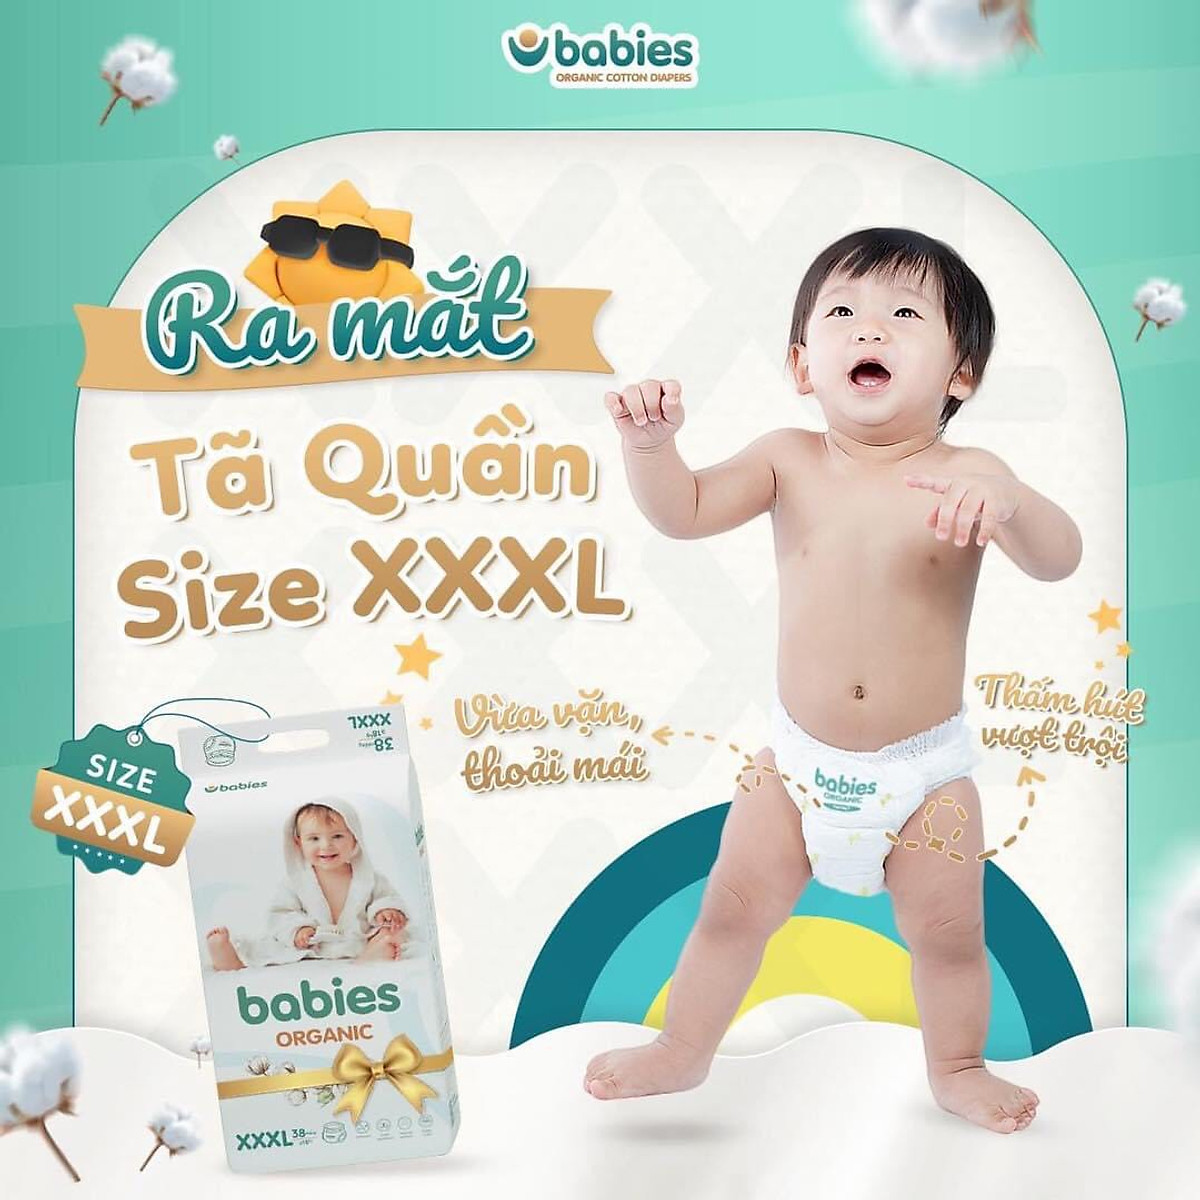 babies
ORGANIC COTTON DIAPERS
Ra mắt
Tã Quần
Size XXXL
Vừa vặn,
thoải mái
Thấm hút
vượt trội
SIZE
XXXL
XXXL
38
babies
babies
ORGANIC
babies
ORGANIC
XXXL 38